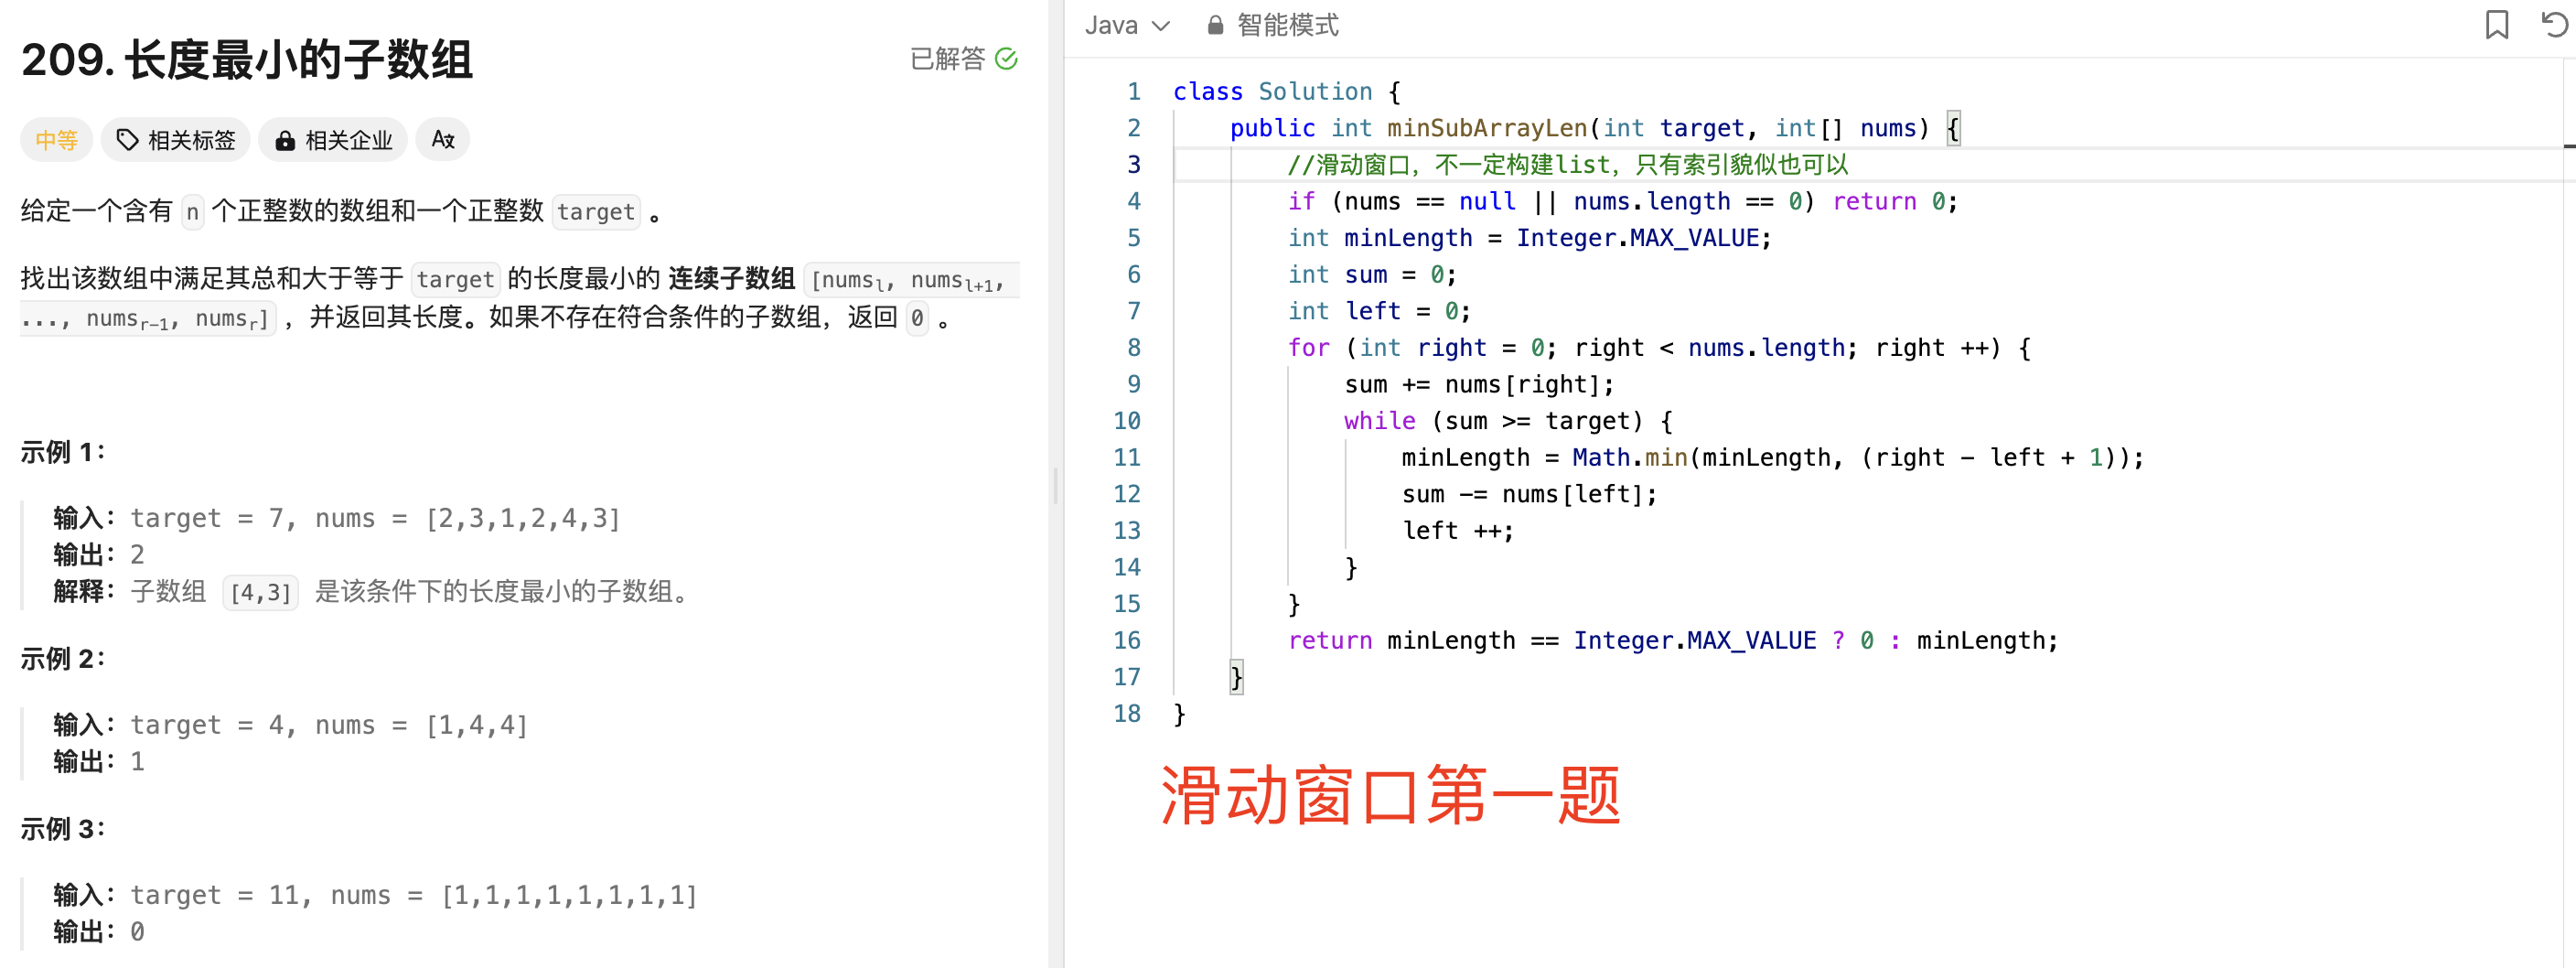 209. 长度最小的子数组
已解答
中等 相关标签 相关企业
给定一个含有 n 个正整数的数组和一个正整数 target 。
找出该数组中满足其总和大于等于 target 的长度最小的 连续子数组 [numsl, numsl+1,
..., numsr-1, numsr] ，并返回其长度。如果不存在符合条件的子数组，返回 0 。
示例 1：
输入：target = 7, nums = [2,3,1,2,4,3]
输出：2
解释：子数组 [4,3] 是该条件下的长度最小的子数组。
示例 2：
输入：target = 4, nums = [1,4,4]
输出：1
示例 3：
输入：target = 11, nums = [1,1,1,1,1,1,1,1]
输出：0
Java 智能模式
1 class Solution {
2 public int minSubArrayLen(int target, int[] nums) {
3 //滑动窗口，不一定构建list，只有索引貌似也可以
4 if (nums == null || nums.length == 0) return 0;
5 int minLength = Integer.MAX_VALUE;
6 int sum = 0;
7 int left = 0;
8 for (int right = 0; right < nums.length; right ++) {
9 sum += nums[right];
10 while (sum >= target) {
11 minLength = Math.min(minLength, (right - left + 1));
12 sum -= nums[left];
13 left ++;
14 }
15 }
16 return minLength == Integer.MAX_VALUE ? 0 : minLength;
17 }
18 }
滑动窗口第一题